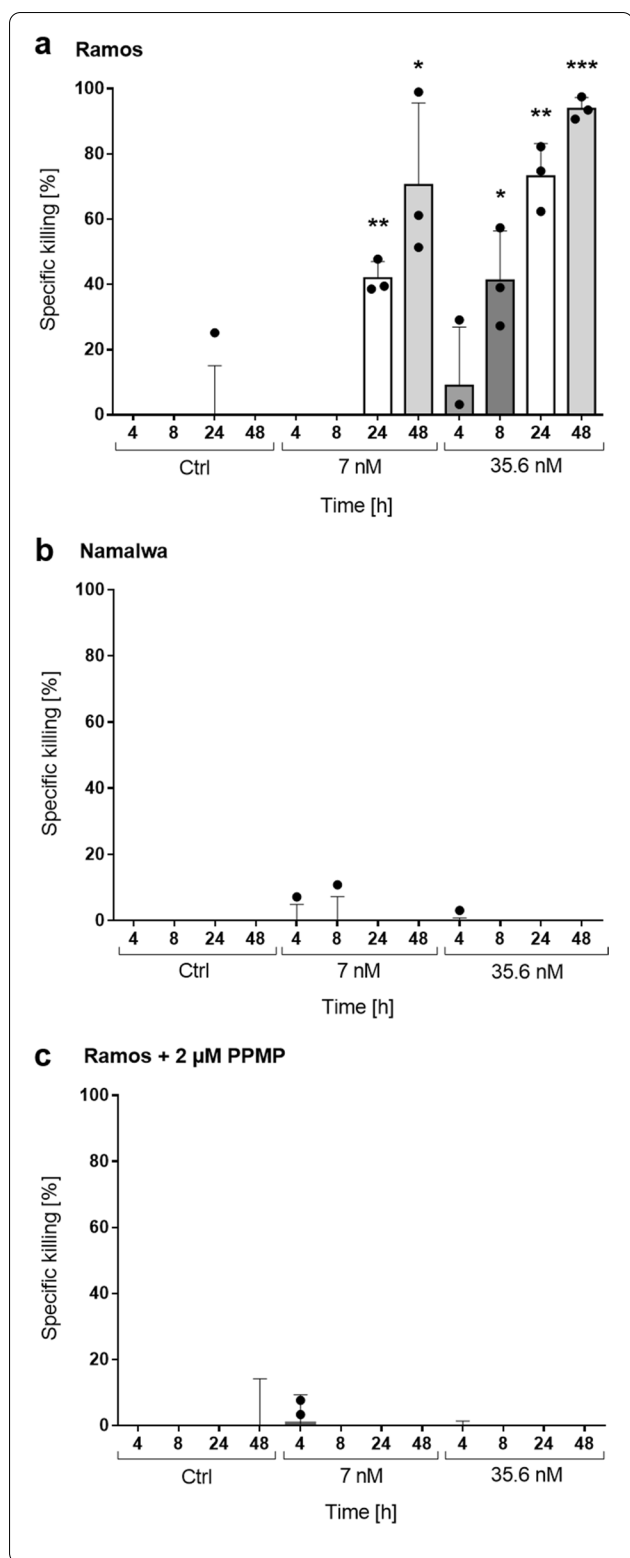 a Ramos
Specific killing [%]
100
80
60
40
20
0
** * * ** ***
4 8 24 48 4 8 24 48 4 8 24 48
Ctrl 7 nM 35.6 nM
Time [h]
b Namalwa
Specific killing [%]
100
80
60
40
20
0
4 8 24 48 4 8 24 48 4 8 24 48
Ctrl 7 nM 35.6 nM
Time [h]
c Ramos + 2 µM PPMP
Specific killing [%]
100
80
60
40
20
0
4 8 24 48 4 8 24 48 4 8 24 48
Ctrl 7 nM 35.6 nM
Time [h]